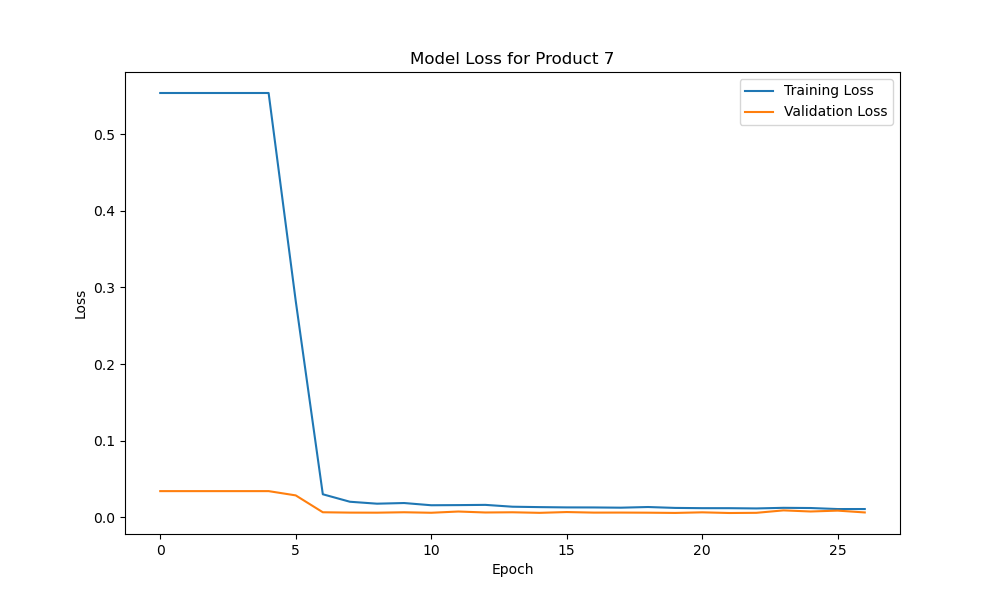 Model Loss for Product 7
Training Loss
Validation Loss
0.5
0.4
0.3
0.2
0.1
0.0
Loss
0 5 10 15 20 25
Epoch